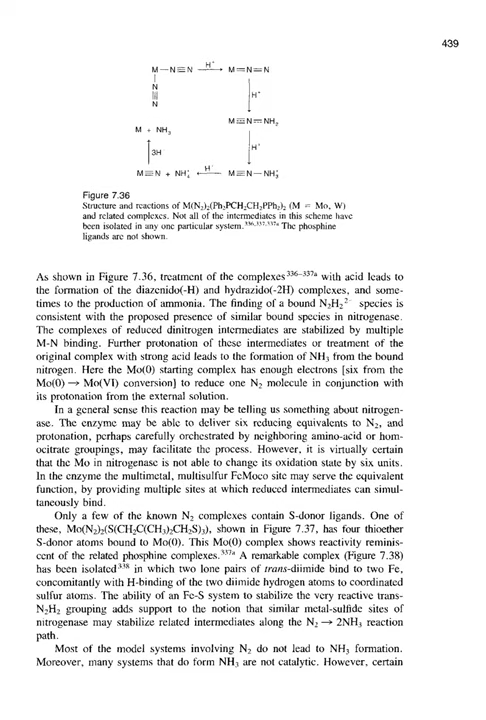 439
M—N≡N H⁺ M=N=N
N
N
H⁺
M≡N=NH₂
M + NH₃
3H
H⁺
M≡N + NH₄⁺ H⁺ M≡N—NH₃⁺
Figure 7.36
Structure and reactions of M(N₂)₂(Ph₂PCH₂CH₂PPh₂)₂ (M = Mo, W)
and related complexes. Not all of the intermediates in this scheme have
been isolated in any one particular system.³³⁶,³³⁷,³³⁷ᵃ The phosphine
ligands are not shown.
As shown in Figure 7.36, treatment of the complexes³³⁶⁻³³⁷ᵃ with acid leads to
the formation of the diazenido(-H) and hydrazido(-2H) complexes, and some-
times to the production of ammonia. The finding of a bound N₂H₂²⁻ species is
consistent with the proposed presence of similar bound species in nitrogenase.
The complexes of reduced dinitrogen intermediates are stabilized by multiple
M-N binding. Further protonation of these intermediates or treatment of the
original complex with strong acid leads to the formation of NH₃ from the bound
nitrogen. Here the Mo(0) starting complex has enough electrons [six from the
Mo(0) → Mo(VI) conversion] to reduce one N₂ molecule in conjunction with
its protonation from the external solution.
In a general sense this reaction may be telling us something about nitrogen-
ase. The enzyme may be able to deliver six reducing equivalents to N₂, and
protonation, perhaps carefully orchestrated by neighboring amino-acid or hom-
ocitrate groupings, may facilitate the process. However, it is virtually certain
that the Mo in nitrogenase is not able to change its oxidation state by six units.
In the enzyme the multimetal, multisulfur FeMoco site may serve the equivalent
function, by providing multiple sites at which reduced intermediates can simul-
taneously bind.
Only a few of the known N₂ complexes contain S-donor ligands. One of
these, Mo(N₂)₂(S(CH₂C(CH₃)₂CH₂S)₃), shown in Figure 7.37, has four thioether
S-donor atoms bound to Mo(0). This Mo(0) complex shows reactivity reminis-
cent of the related phosphine complexes.³³⁷ᵃ A remarkable complex (Figure 7.38)
has been isolated³³⁸ in which two lone pairs of trans-diimide bind to two Fe,
concomitantly with H-binding of the two diimide hydrogen atoms to coordinated
sulfur atoms. The ability of an Fe-S system to stabilize the very reactive trans-
N₂H₂ grouping adds support to the notion that similar metal-sulfide sites of
nitrogenase may stabilize related intermediates along the N₂ → 2NH₃ reaction
path.
Most of the model systems involving N₂ do not lead to NH₃ formation.
Moreover, many systems that do form NH₃ are not catalytic. However, certain